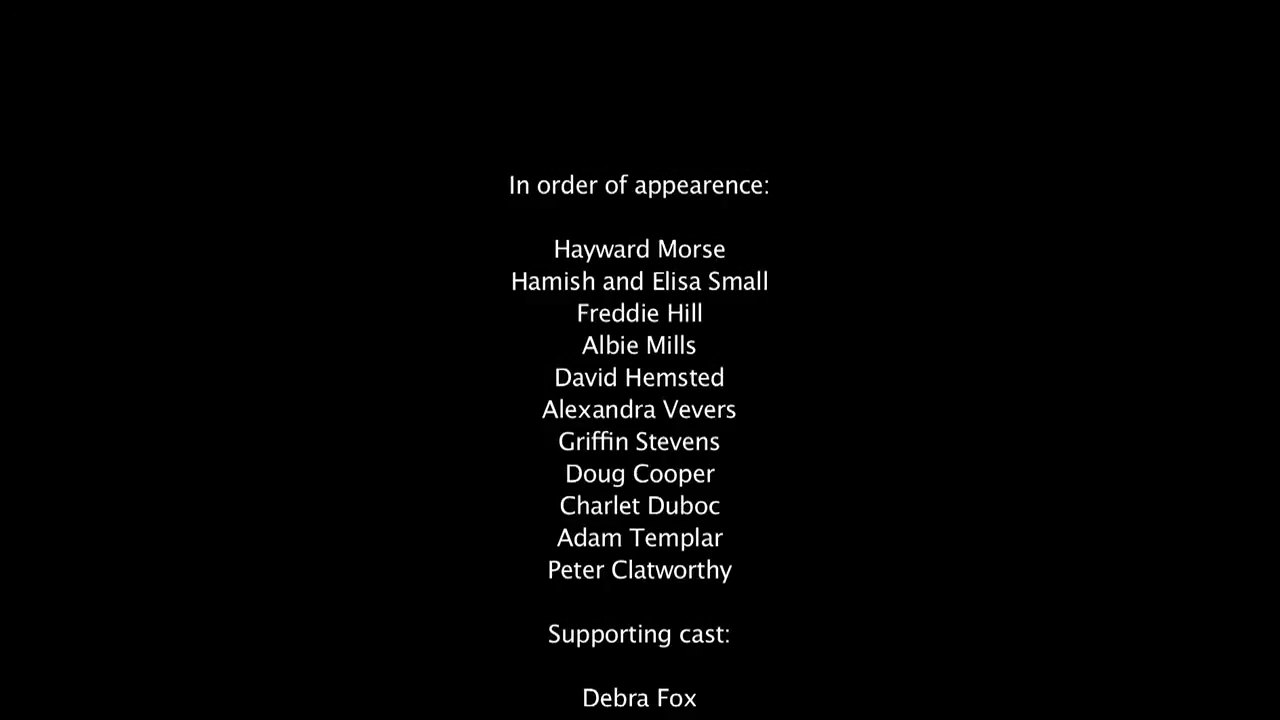 In order of appearence:
Hayward Morse
Hamish and Elisa Small
Freddie Hill
Albie Mills
David Hemsted
Alexandra Vevers
Griffin Stevens
Doug Cooper
Charlet Duboc
Adam Templar
Peter Clatworthy
Supporting cast:
Debra Fox